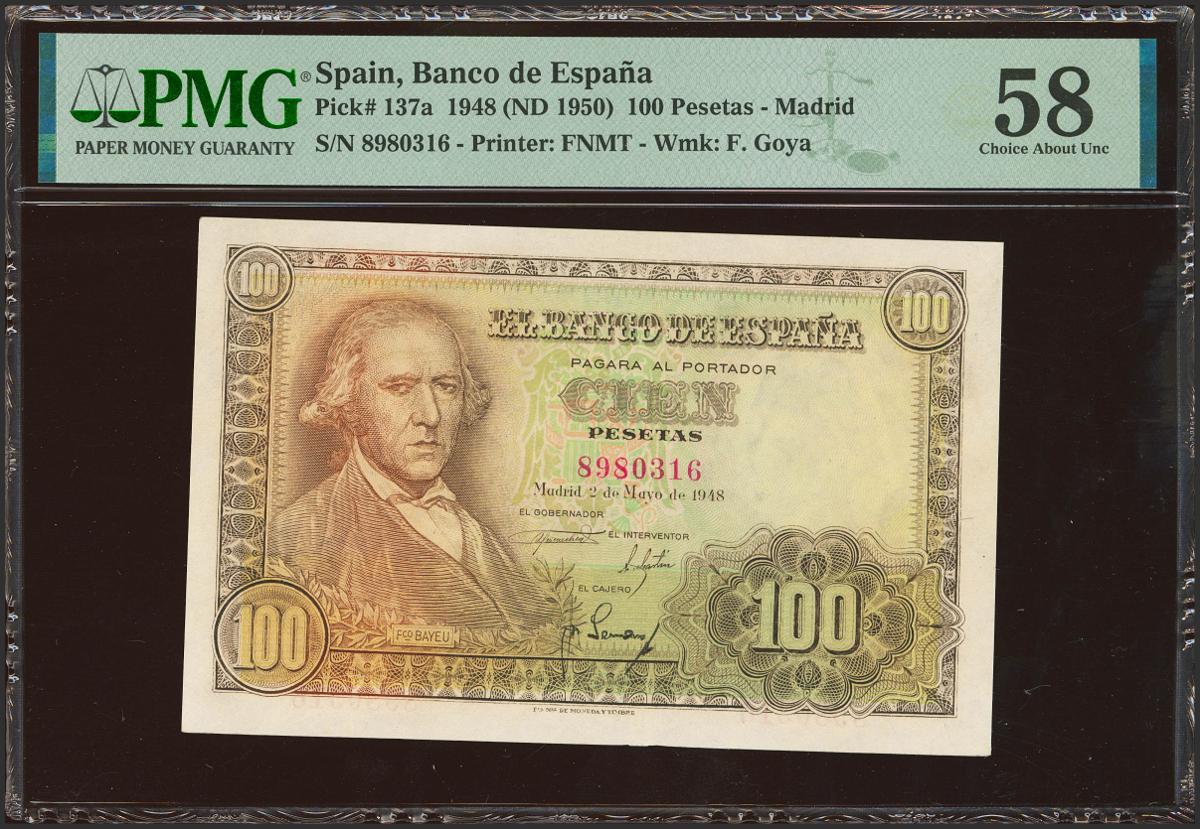 PMG®
PAPER MONEY GUARANTY
Spain, Banco de España
Pick# 137a 1948 (ND 1950) 100 Pesetas - Madrid
S/N 8980316 - Printer: FNMT - Wmk: F. Goya
58
Choice About Unc
100
100
EL BANCO DE ESPAÑA
PAGARA AL PORTADOR
CIEN
PESETAS
8980316
Madrid 2 de Mayo de 1948
EL GOBERNADOR
EL INTERVENTOR
EL CAJERO
100
100
FCO BAYEU